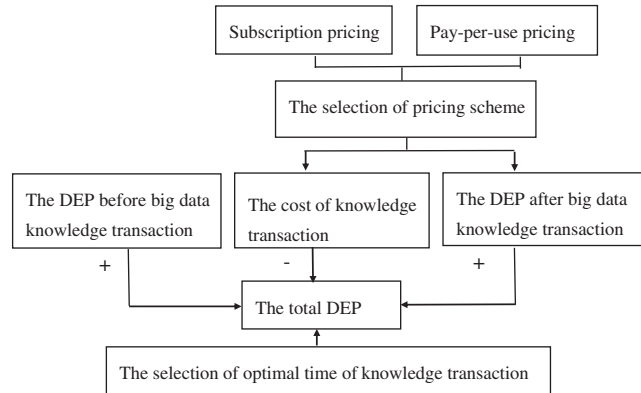 Subscription pricing
Pay-per-use pricing
The selection of pricing scheme
The DEP before big data
knowledge transaction
The cost of knowledge
transaction
The DEP after big data
knowledge transaction
+
-
+
The total DEP
The selection of optimal time of knowledge transaction